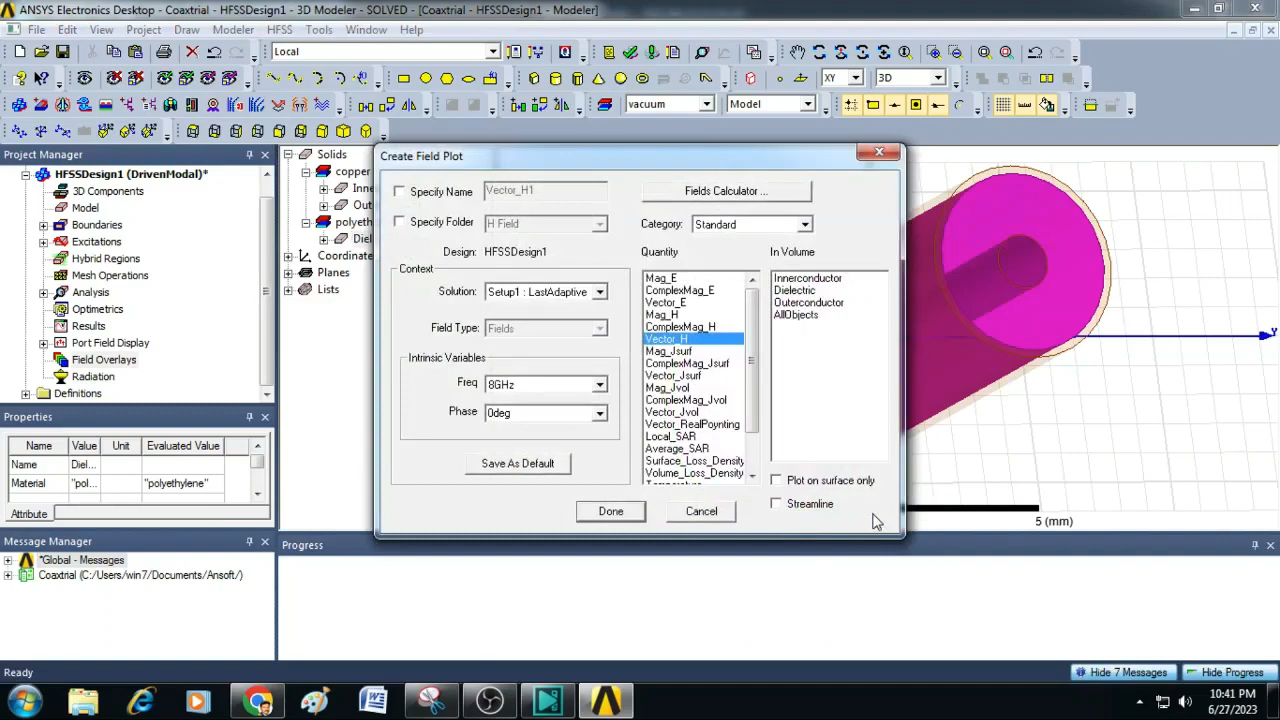 ANSYS Electronics Desktop - Coaxtrial - HFSSDesign1 - 3D Modeler - SOLVED - [Coaxtrial - HFSSDesign1 - Modeler]
File Edit View Project Draw Modeler HFSS Tools Window Help
Local
XY 3D
vacuum Model
Project Manager
HFSSDesign1 (DrivenModal)*
3D Components
Model
Boundaries
Excitations
Hybrid Regions
Mesh Operations
Analysis
Optimetrics
Results
Port Field Display
Field Overlays
Radiation
Definitions
Properties
Name Value Unit Evaluated Value
Name Diel...
Material "pol... "polyethylene"
Attribute
Solids
copper
Inne
Out
polyeth
Diel
Coordinat
Planes
Lists
Create Field Plot
Specify Name Vector_H1 Fields Calculator ...
Specify Folder H Field Category: Standard
Design: HFSSDesign1 Quantity In Volume
Context
Solution: Setup1 : LastAdaptive
Field Type: Fields
Intrinsic Variables
Freq 8GHz
Phase 0deg
Save As Default
Mag_E
ComplexMag_E
Vector_E
Mag_H
ComplexMag_H
Vector_H
Mag_Jsurf
ComplexMag_Jsurf
Vector_Jsurf
Mag_Jvol
ComplexMag_Jvol
Vector_Jvol
Vector_RealPoynting
Local_SAR
Average_SAR
Surface_Loss_Density
Volume_Loss_Density
Temperature
Innerconductor
Dielectric
Outerconductor
AllObjects
Plot on surface only
Streamline
Done Cancel
Y
5 (mm)
Message Manager
*Global - Messages
Coaxtrial (C:/Users/win7/Documents/Ansoft/)
Progress
Ready
Hide 7 Messages Hide Progress
10:41 PM
6/27/2023